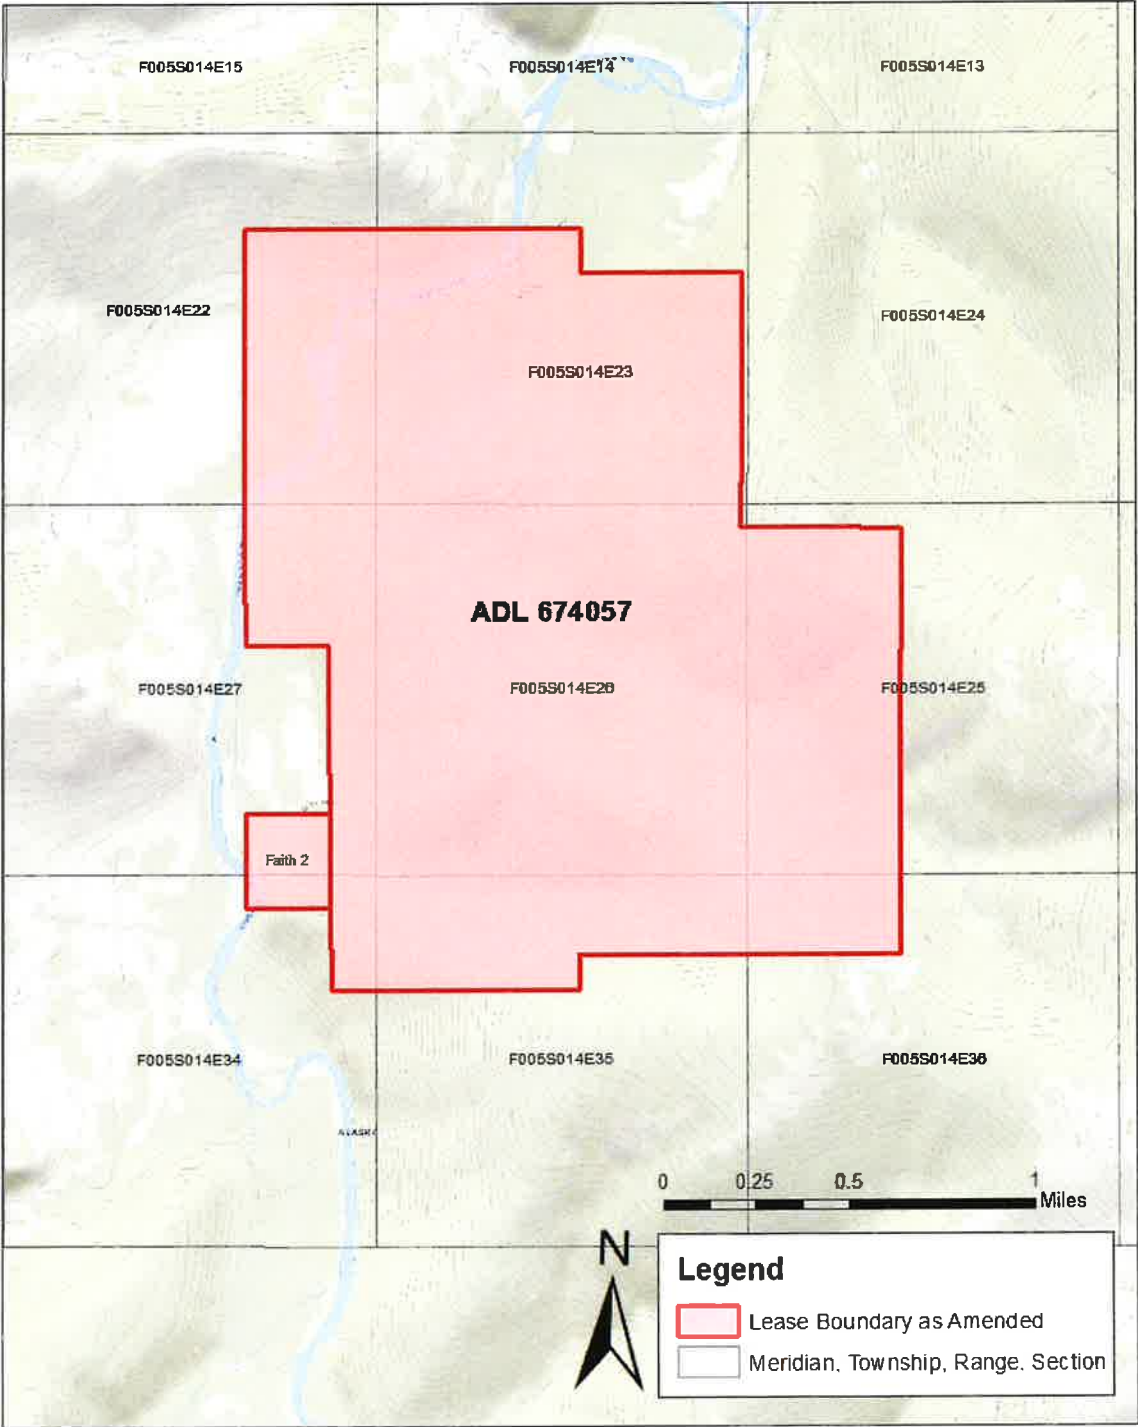 F005S014E15
F005S014E14
F005S014E13
F005S014E22
F005S014E24
F005S014E23
ADL 674057
F005S014E27
F005S014E26
F005S014E25
Faith 2
F005S014E34
F005S014E35
F005S014E36
ALASKA
0 0.25 0.5 1
Miles
N
Legend
Lease Boundary as Amended
Meridian, Township, Range, Section